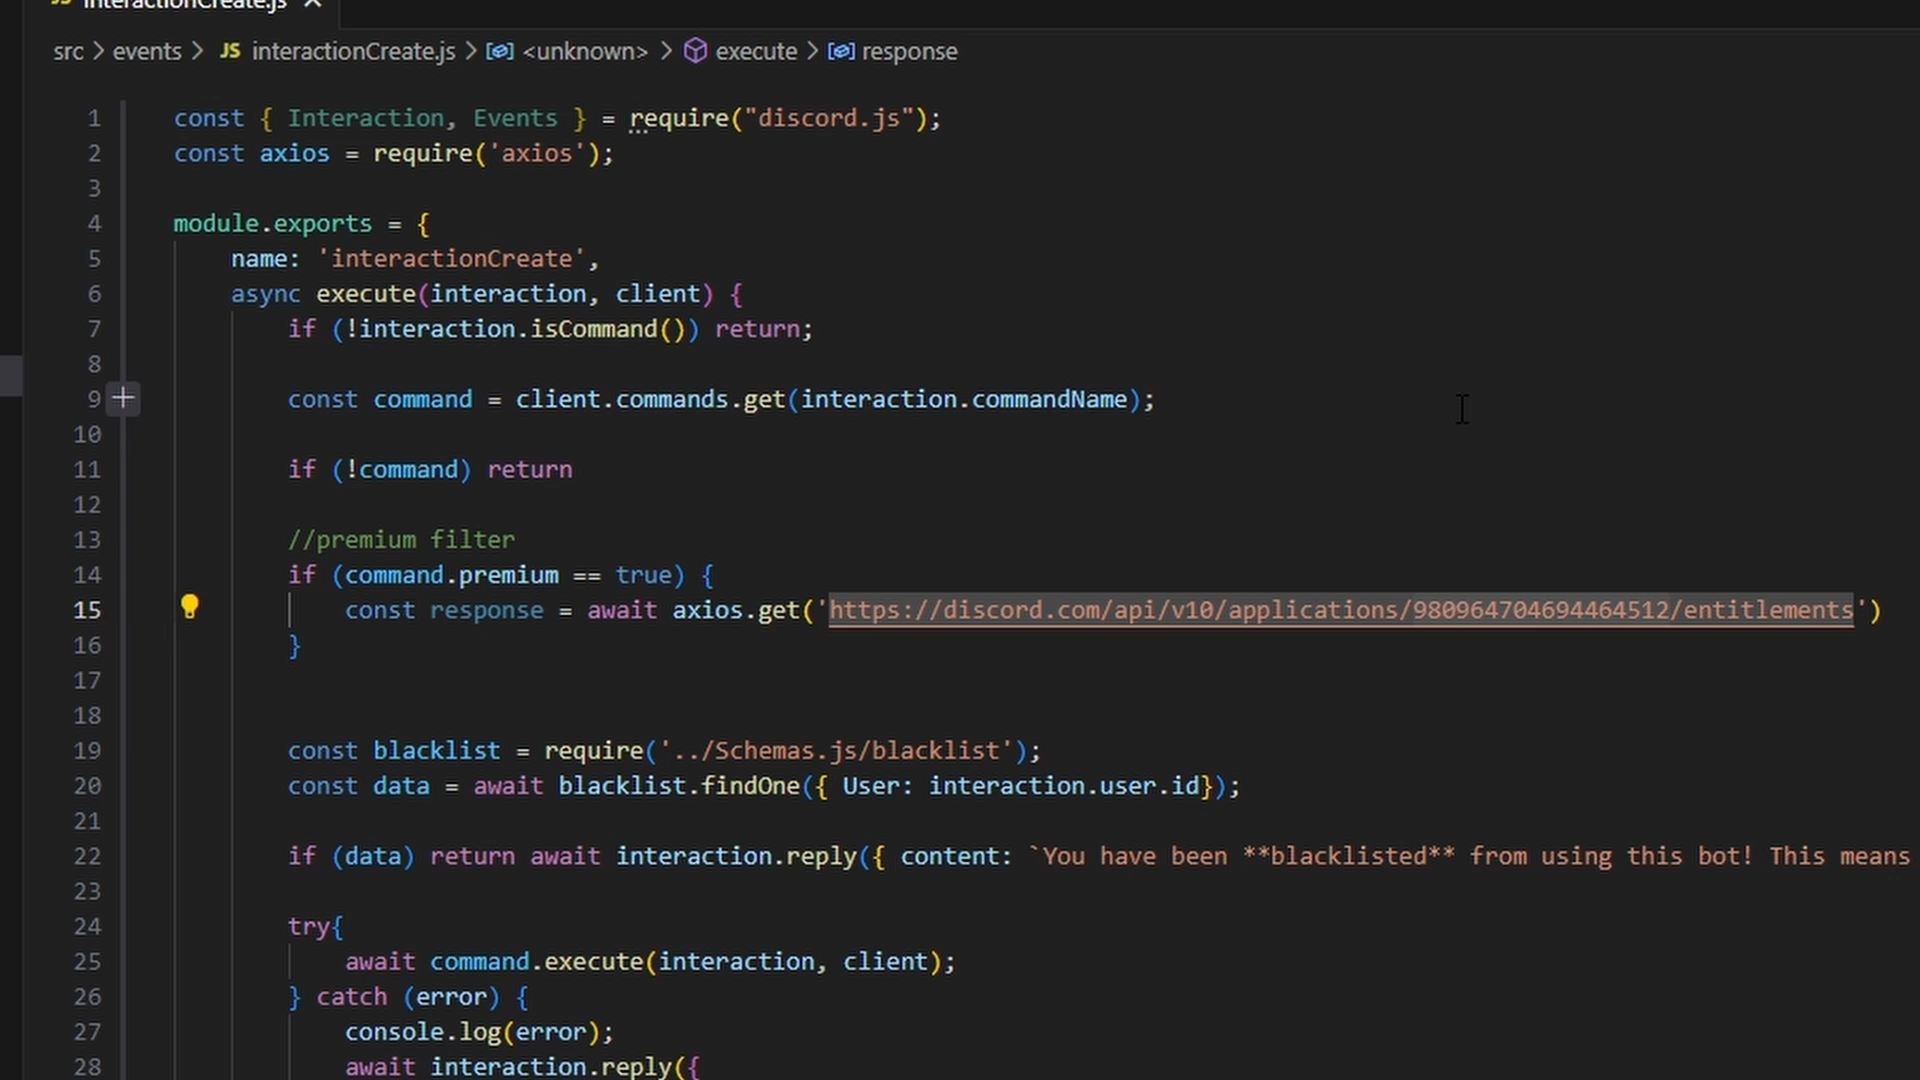 JS interactionCreate.js ×
src > events > JS interactionCreate.js > <unknown> > execute > response
1 const { Interaction, Events } = require("discord.js");
2 const axios = require('axios');
3
4 module.exports = {
5 name: 'interactionCreate',
6 async execute(interaction, client) {
7 if (!interaction.isCommand()) return;
8
9 const command = client.commands.get(interaction.commandName);
10
11 if (!command) return
12
13 //premium filter
14 if (command.premium == true) {
15 const response = await axios.get('https://discord.com/api/v10/applications/980964704694464512/entitlements')
16 }
17
18
19 const blacklist = require('../Schemas.js/blacklist');
20 const data = await blacklist.findOne({ User: interaction.user.id});
21
22 if (data) return await interaction.reply({ content: `You have been **blacklisted** from using this bot! This means
23
24 try{
25 await command.execute(interaction, client);
26 } catch (error) {
27 console.log(error);
28 await interaction.reply({